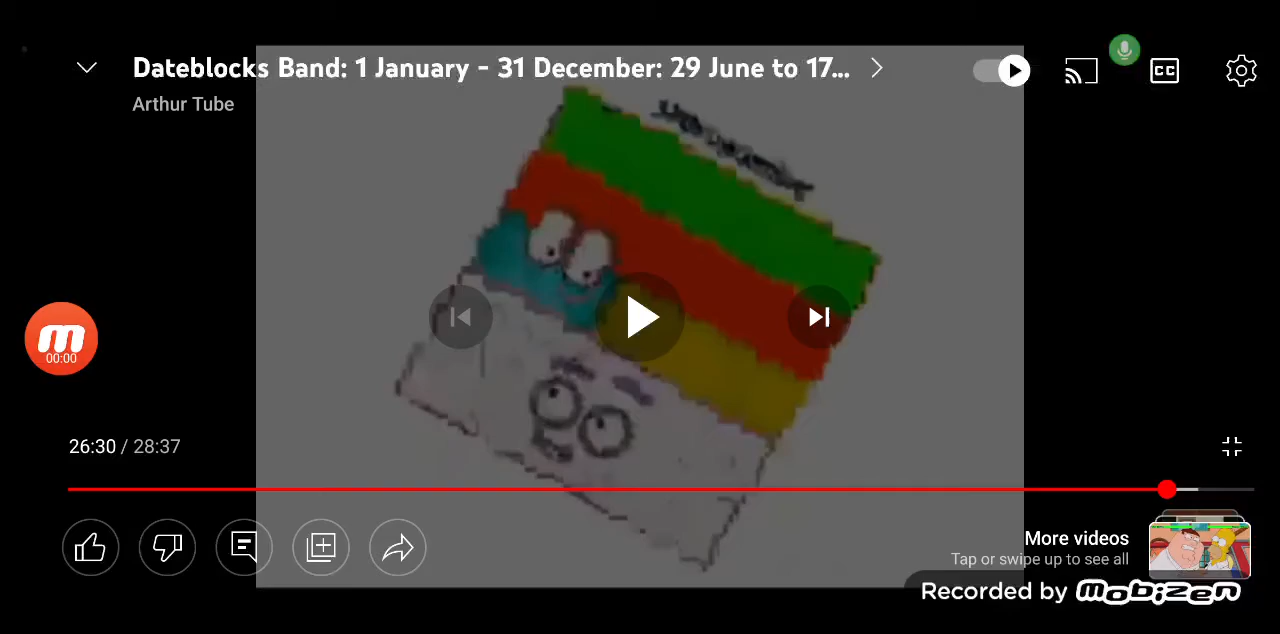 Dateblocks Band: 1 January - 31 December: 29 June to 17...
Arthur Tube
CC
m
00:00
26:30 / 28:37
More videos
Tap or swipe up to see all
Recorded by mobizen